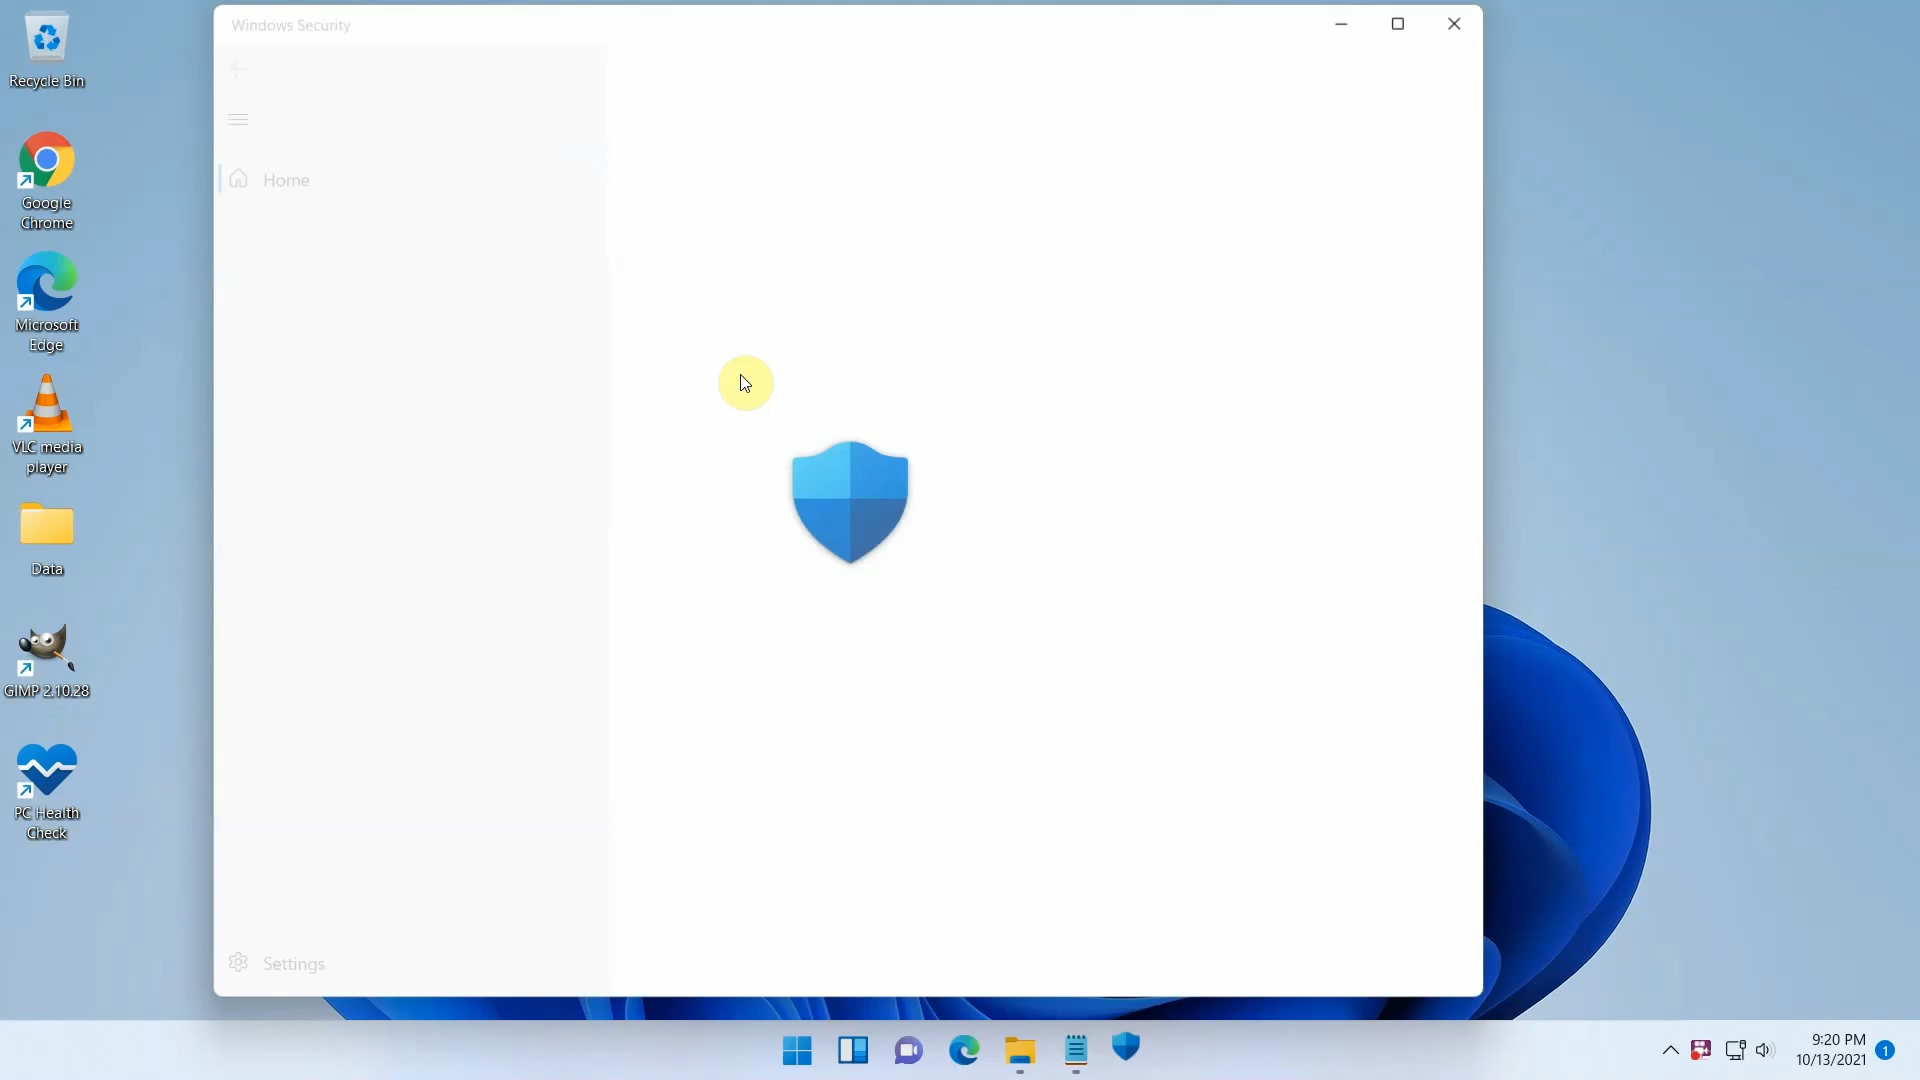 Windows Security
Home
Settings
Recycle Bin
Google
Chrome
Microsoft
Edge
VLC media
player
Data
GIMP 2.10.28
PC Health
Check
9:20 PM
10/13/2021
1